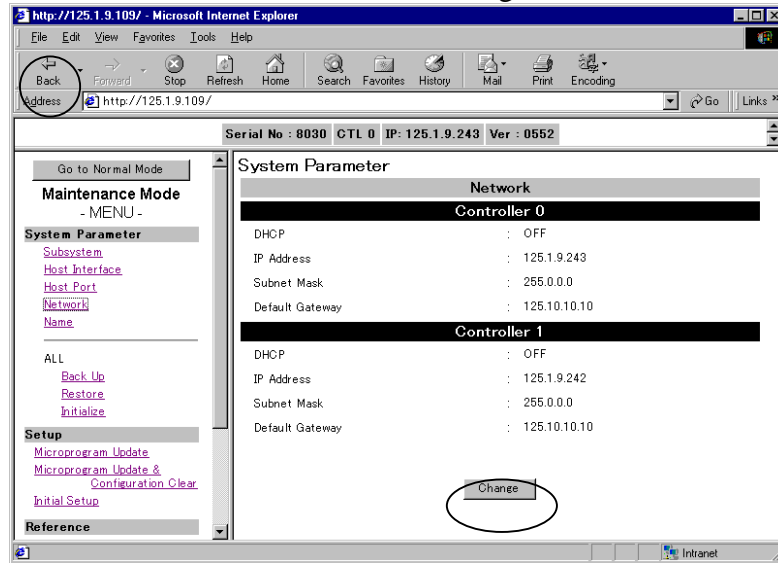 http://125.1.9.109/ - Microsoft Internet Explorer
File Edit View Favorites Tools Help
Back Forward Stop Refresh Home Search Favorites History Mail Print Encoding
Address http://125.1.9.109/ Go Links »
Serial No : 8030 CTL 0 IP: 125.1.9.243 Ver : 0552
Go to Normal Mode
Maintenance Mode
- MENU -
System Parameter
Subsystem
Host Interface
Host Port
Network
Name
ALL
Back Up
Restore
Initialize
Setup
Microprogram Update
Microprogram Update &
Configuration Clear
Initial Setup
Reference
System Parameter
Network
Controller 0
DHCP : OFF
IP Address : 125.1.9.243
Subnet Mask : 255.0.0.0
Default Gateway : 125.10.10.10
Controller 1
DHCP : OFF
IP Address : 125.1.9.242
Subnet Mask : 255.0.0.0
Default Gateway : 125.10.10.10
Change
Intranet